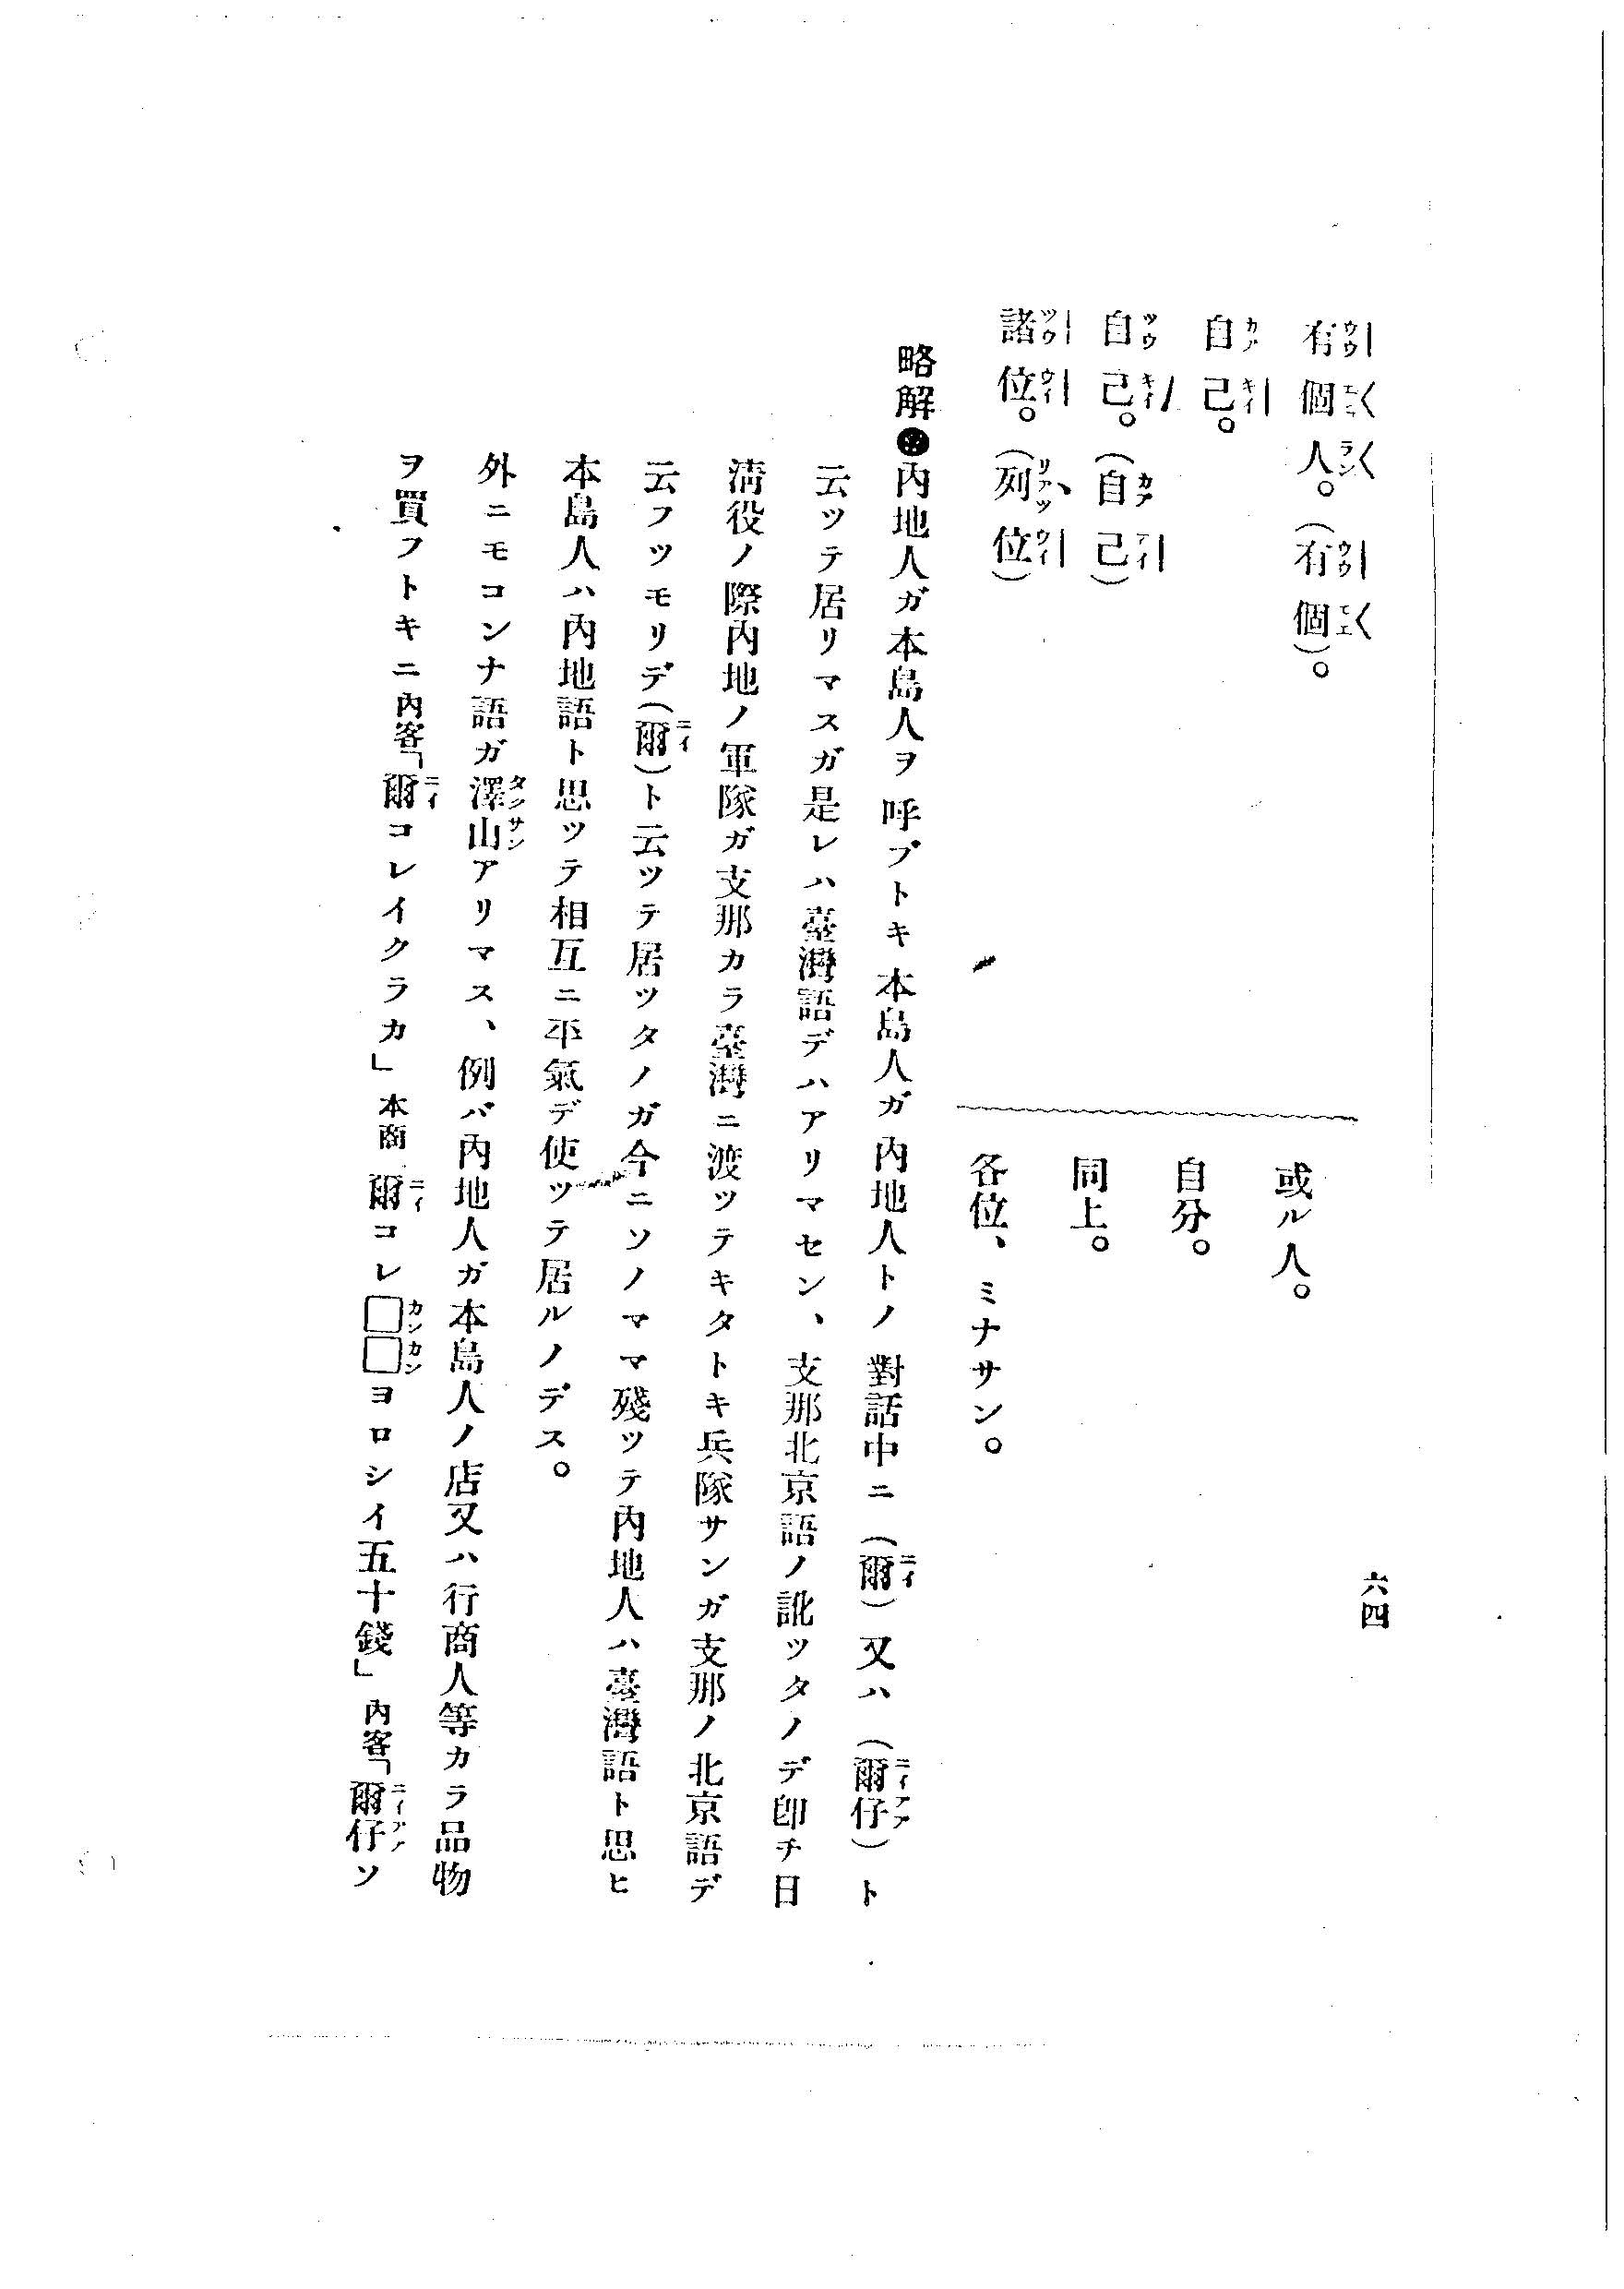 六四
有個人。(有個)。 或ル人。
自己。 自分。
自己。(自己) 同上。
諸位。(列位) 各位、ミナサン。
略解 內地人ガ本島人ヲ呼ブトキ本島人ガ內地人トノ對話中ニ(爾)又ハ(爾仔)ト
云ッテ居リマスガ是レハ臺灣語デハアリマセン、支那北京語ノ訛ッタノデ卽チ日
淸役ノ際內地ノ軍隊ガ支那カラ臺灣ニ渡ッテキタトキ兵隊サンガ支那ノ北京語デ
云フツモリデ(爾)ト云ッテ居ッタノガ今ニソノママ殘ッテ內地人ハ臺灣語ト思ヒ
本島人ハ內地語ト思ッテ相互ニ平氣デ使ッテ居ルノデス。
外ニモコンナ語ガ澤山アリマス、例バ內地人ガ本島人ノ店又ハ行商人等カラ品物
ヲ買フトキニ內客「爾コレイクラカ」本商 爾コレ□□ヨロシイ五十錢」內客「爾仔ソ